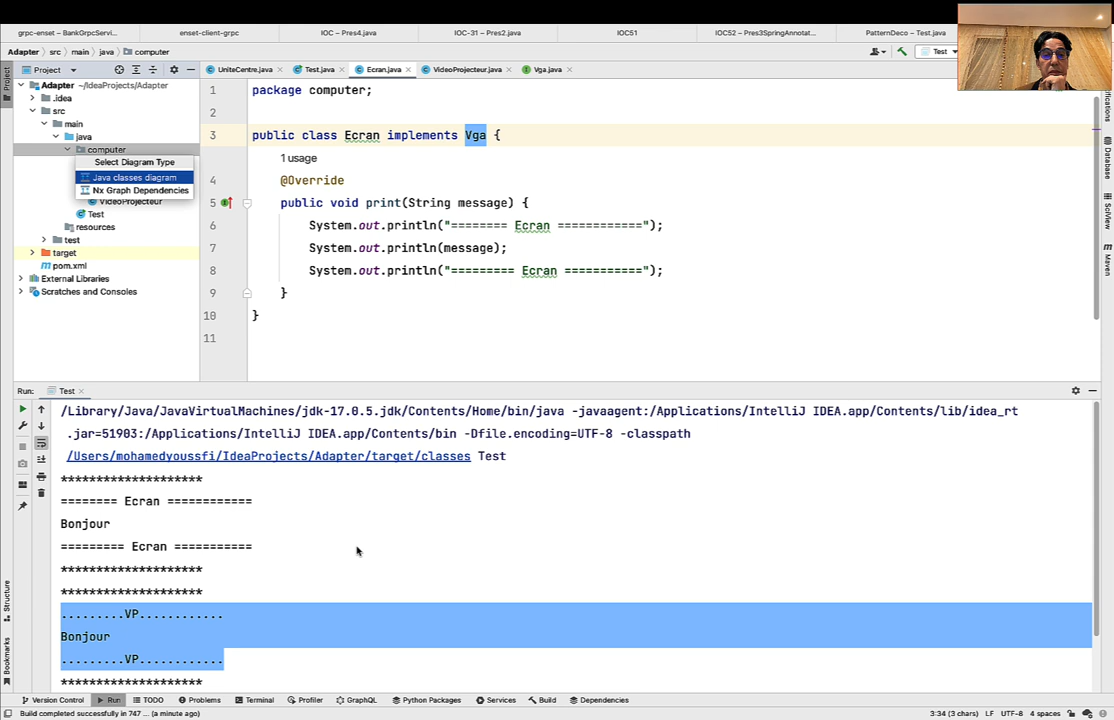 grpc-enset – BankGrpcServi...
enset-client-grpc
IOC – Pres4.java
IOC-31 – Pres2.java
IOC51
IOC52 – Pres3SpringAnnotat...
PatternDeco – Test.java
Adapter
src
main
java
computer
Test
Project
UniteCentre.java
Test.java
Ecran.java
VideoProjecteur.java
Vga.java
Adapter ~/IdeaProjects/Adapter
.idea
src
main
java
computer
Select Diagram Type
Java classes diagram
Nx Graph Dependencies
VideoProjecteur
Test
resources
test
target
pom.xml
External Libraries
Scratches and Consoles
1 package computer;
2
3 public class Ecran implements Vga {
1 usage
4 @Override
5 public void print(String message) {
6 System.out.println("======== Ecran ============");
7 System.out.println(message);
8 System.out.println("========= Ecran ===========");
9 }
10 }
11
Project
Database
SciView
Maven
Run: Test
/Library/Java/JavaVirtualMachines/jdk-17.0.5.jdk/Contents/Home/bin/java -javaagent:/Applications/IntelliJ IDEA.app/Contents/lib/idea_rt
.jar=51903:/Applications/IntelliJ IDEA.app/Contents/bin -Dfile.encoding=UTF-8 -classpath
/Users/mohamedyoussfi/IdeaProjects/Adapter/target/classes Test
********************
======== Ecran ============
Bonjour
========= Ecran ===========
********************
********************
.........VP............
Bonjour
.........VP............
********************
Structure
Bookmarks
Version Control
Run
TODO
Problems
Terminal
Profiler
GraphQL
Python Packages
Services
Build
Dependencies
Build completed successfully in 747 ... (a minute ago)
3:34 (3 chars) LF UTF-8 4 spaces